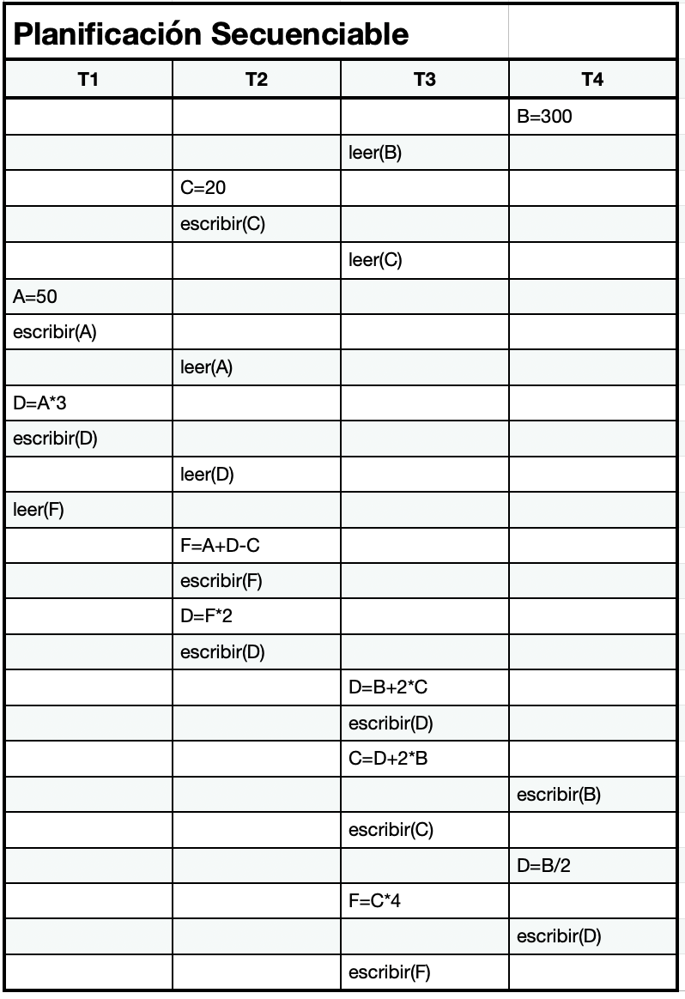 Planificación Secuenciable
T1 T2 T3 T4
B=300
leer(B)
C=20
escribir(C)
leer(C)
A=50
escribir(A)
leer(A)
D=A*3
escribir(D)
leer(D)
leer(F)
F=A+D-C
escribir(F)
D=F*2
escribir(D)
D=B+2*C
escribir(D)
C=D+2*B
escribir(B)
escribir(C)
D=B/2
F=C*4
escribir(D)
escribir(F)